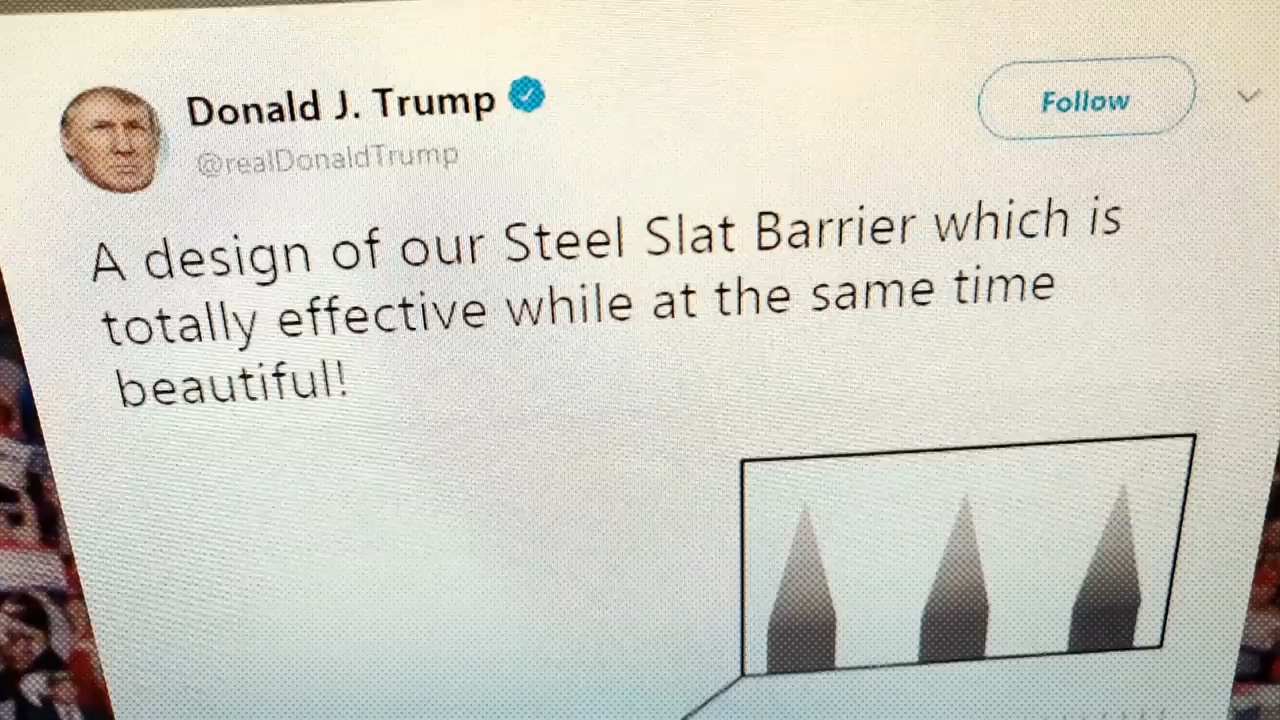 Donald J. Trump
@realDonaldTrump
Follow
A design of our Steel Slat Barrier which is
totally effective while at the same time
beautiful!